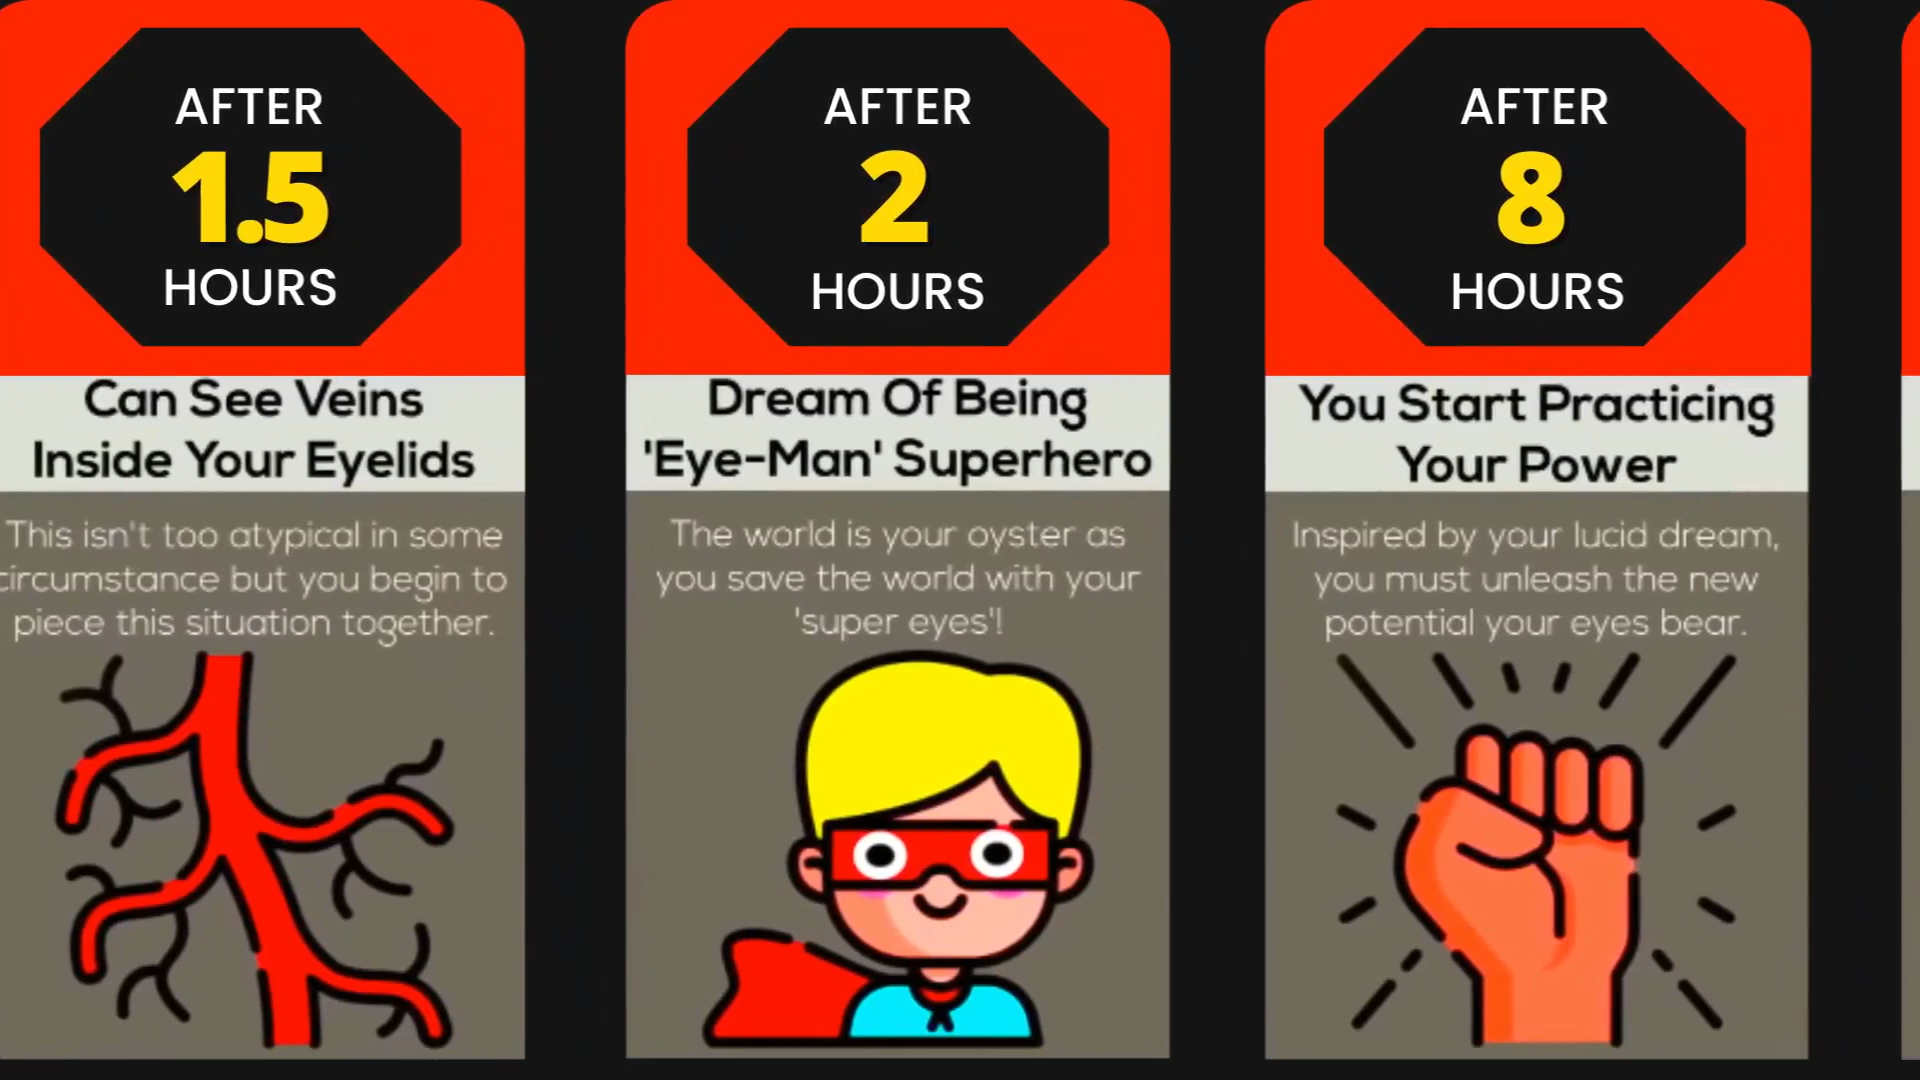 AFTER
1.5
HOURS
Can See Veins
Inside Your Eyelids
This isn't too atypical in some
circumstance but you begin to
piece this situation together.
AFTER
2
HOURS
Dream Of Being
'Eye-Man' Superhero
The world is your oyster as
you save the world with your
'super eyes'!
AFTER
8
HOURS
You Start Practicing
Your Power
Inspired by your lucid dream,
you must unleash the new
potential your eyes bear.